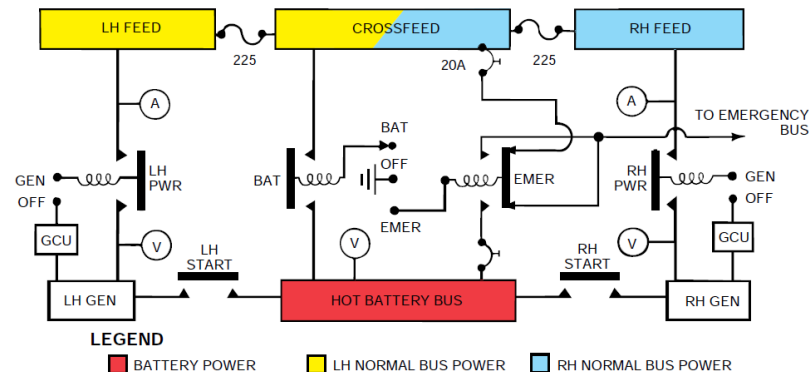 LH FEED
CROSSFEED
RH FEED
225
20A
225
A
A
TO EMERGENCY
BUS
BAT
OFF
EMER
GEN
OFF
LH
PWR
BAT
EMER
RH
PWR
GEN
OFF
GCU
V
LH
START
V
RH
START
V
GCU
LH GEN
HOT BATTERY BUS
RH GEN
LEGEND
BATTERY POWER
LH NORMAL BUS POWER
RH NORMAL BUS POWER